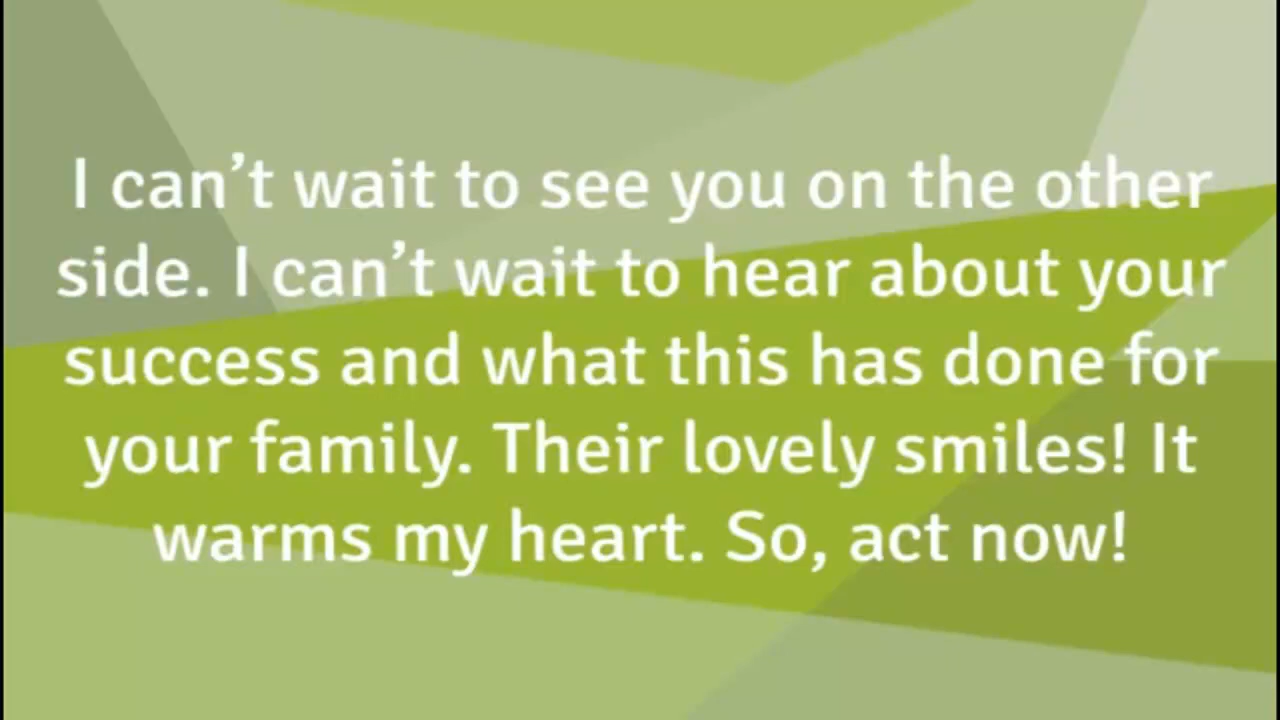 I can’t wait to see you on the other
side. I can’t wait to hear about your
success and what this has done for
your family. Their lovely smiles! It
warms my heart. So, act now!